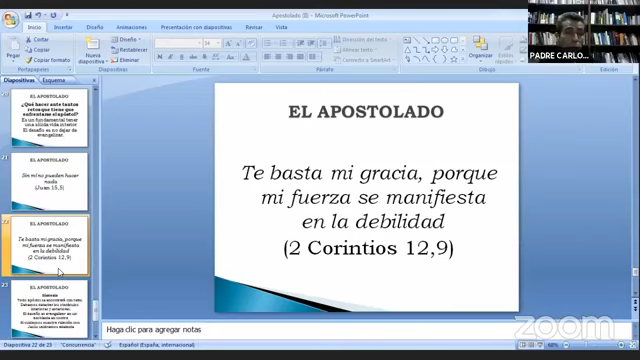 Apostolado (8) - Microsoft PowerPoint
Inicio
Insertar
Diseño
Animaciones
Presentación con diapositivas
Revisar
Vista
Cortar
Copiar
Pegar
Copiar formato
Portapapeles
Nueva diapositiva
Diseño
Restablecer
Eliminar
Diapositivas
Fuente
Párrafo
Organizar
Estilos
PADRE CARLO...
Diapositivas
Esquema
¿Qué hacer ante tantos
retos que tiene que
enfrentarse el apóstol?
Es un fundamental tener
una sólida vida interior
El desafío es no dejar de
evangelizar.
21
EL APOSTOLADO
Sin mí no pueden hacer
nada
(Juan 15,5)
22
EL APOSTOLADO
Te basta mi gracia, porque
mi fuerza se manifiesta
en la debilidad
(2 Corintios 12,9)
23
EL APOSTOLADO
EL APOSTOLADO
Te basta mi gracia, porque
mi fuerza se manifiesta
en la debilidad
(2 Corintios 12,9)
Haga clic para agregar notas
Diapositiva 22 de 23
"Concurrencia"
Español (España, internacional)
68%
zoom